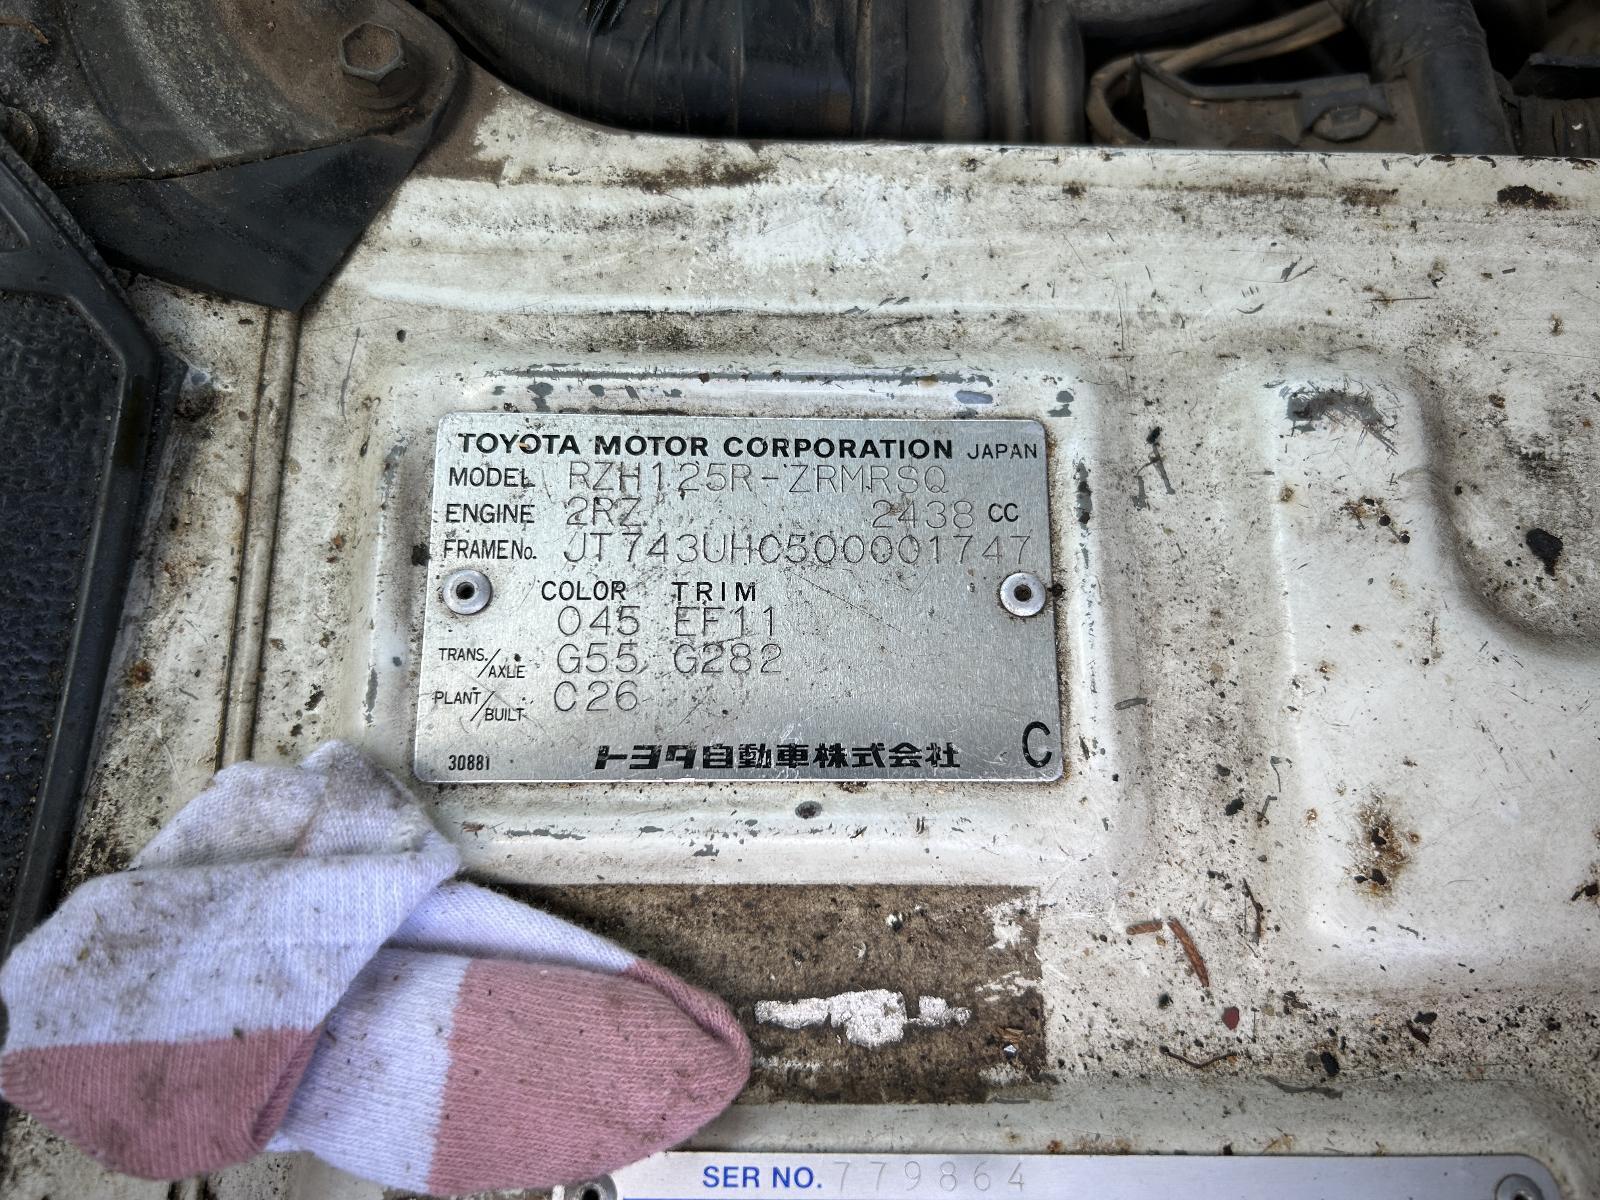 TOYOTA MOTOR CORPORATION JAPAN
MODEL RZH125R-ZRMRSQ
ENGINE 2RZ 2438 CC
FRAME No. JT743UHC500001747
COLOR TRIM
045 EF11
TRANS./AXLE G55 G282
PLANT/BUILT C26
30881 トヨタ自動車株式会社 C
SER NO. 779864